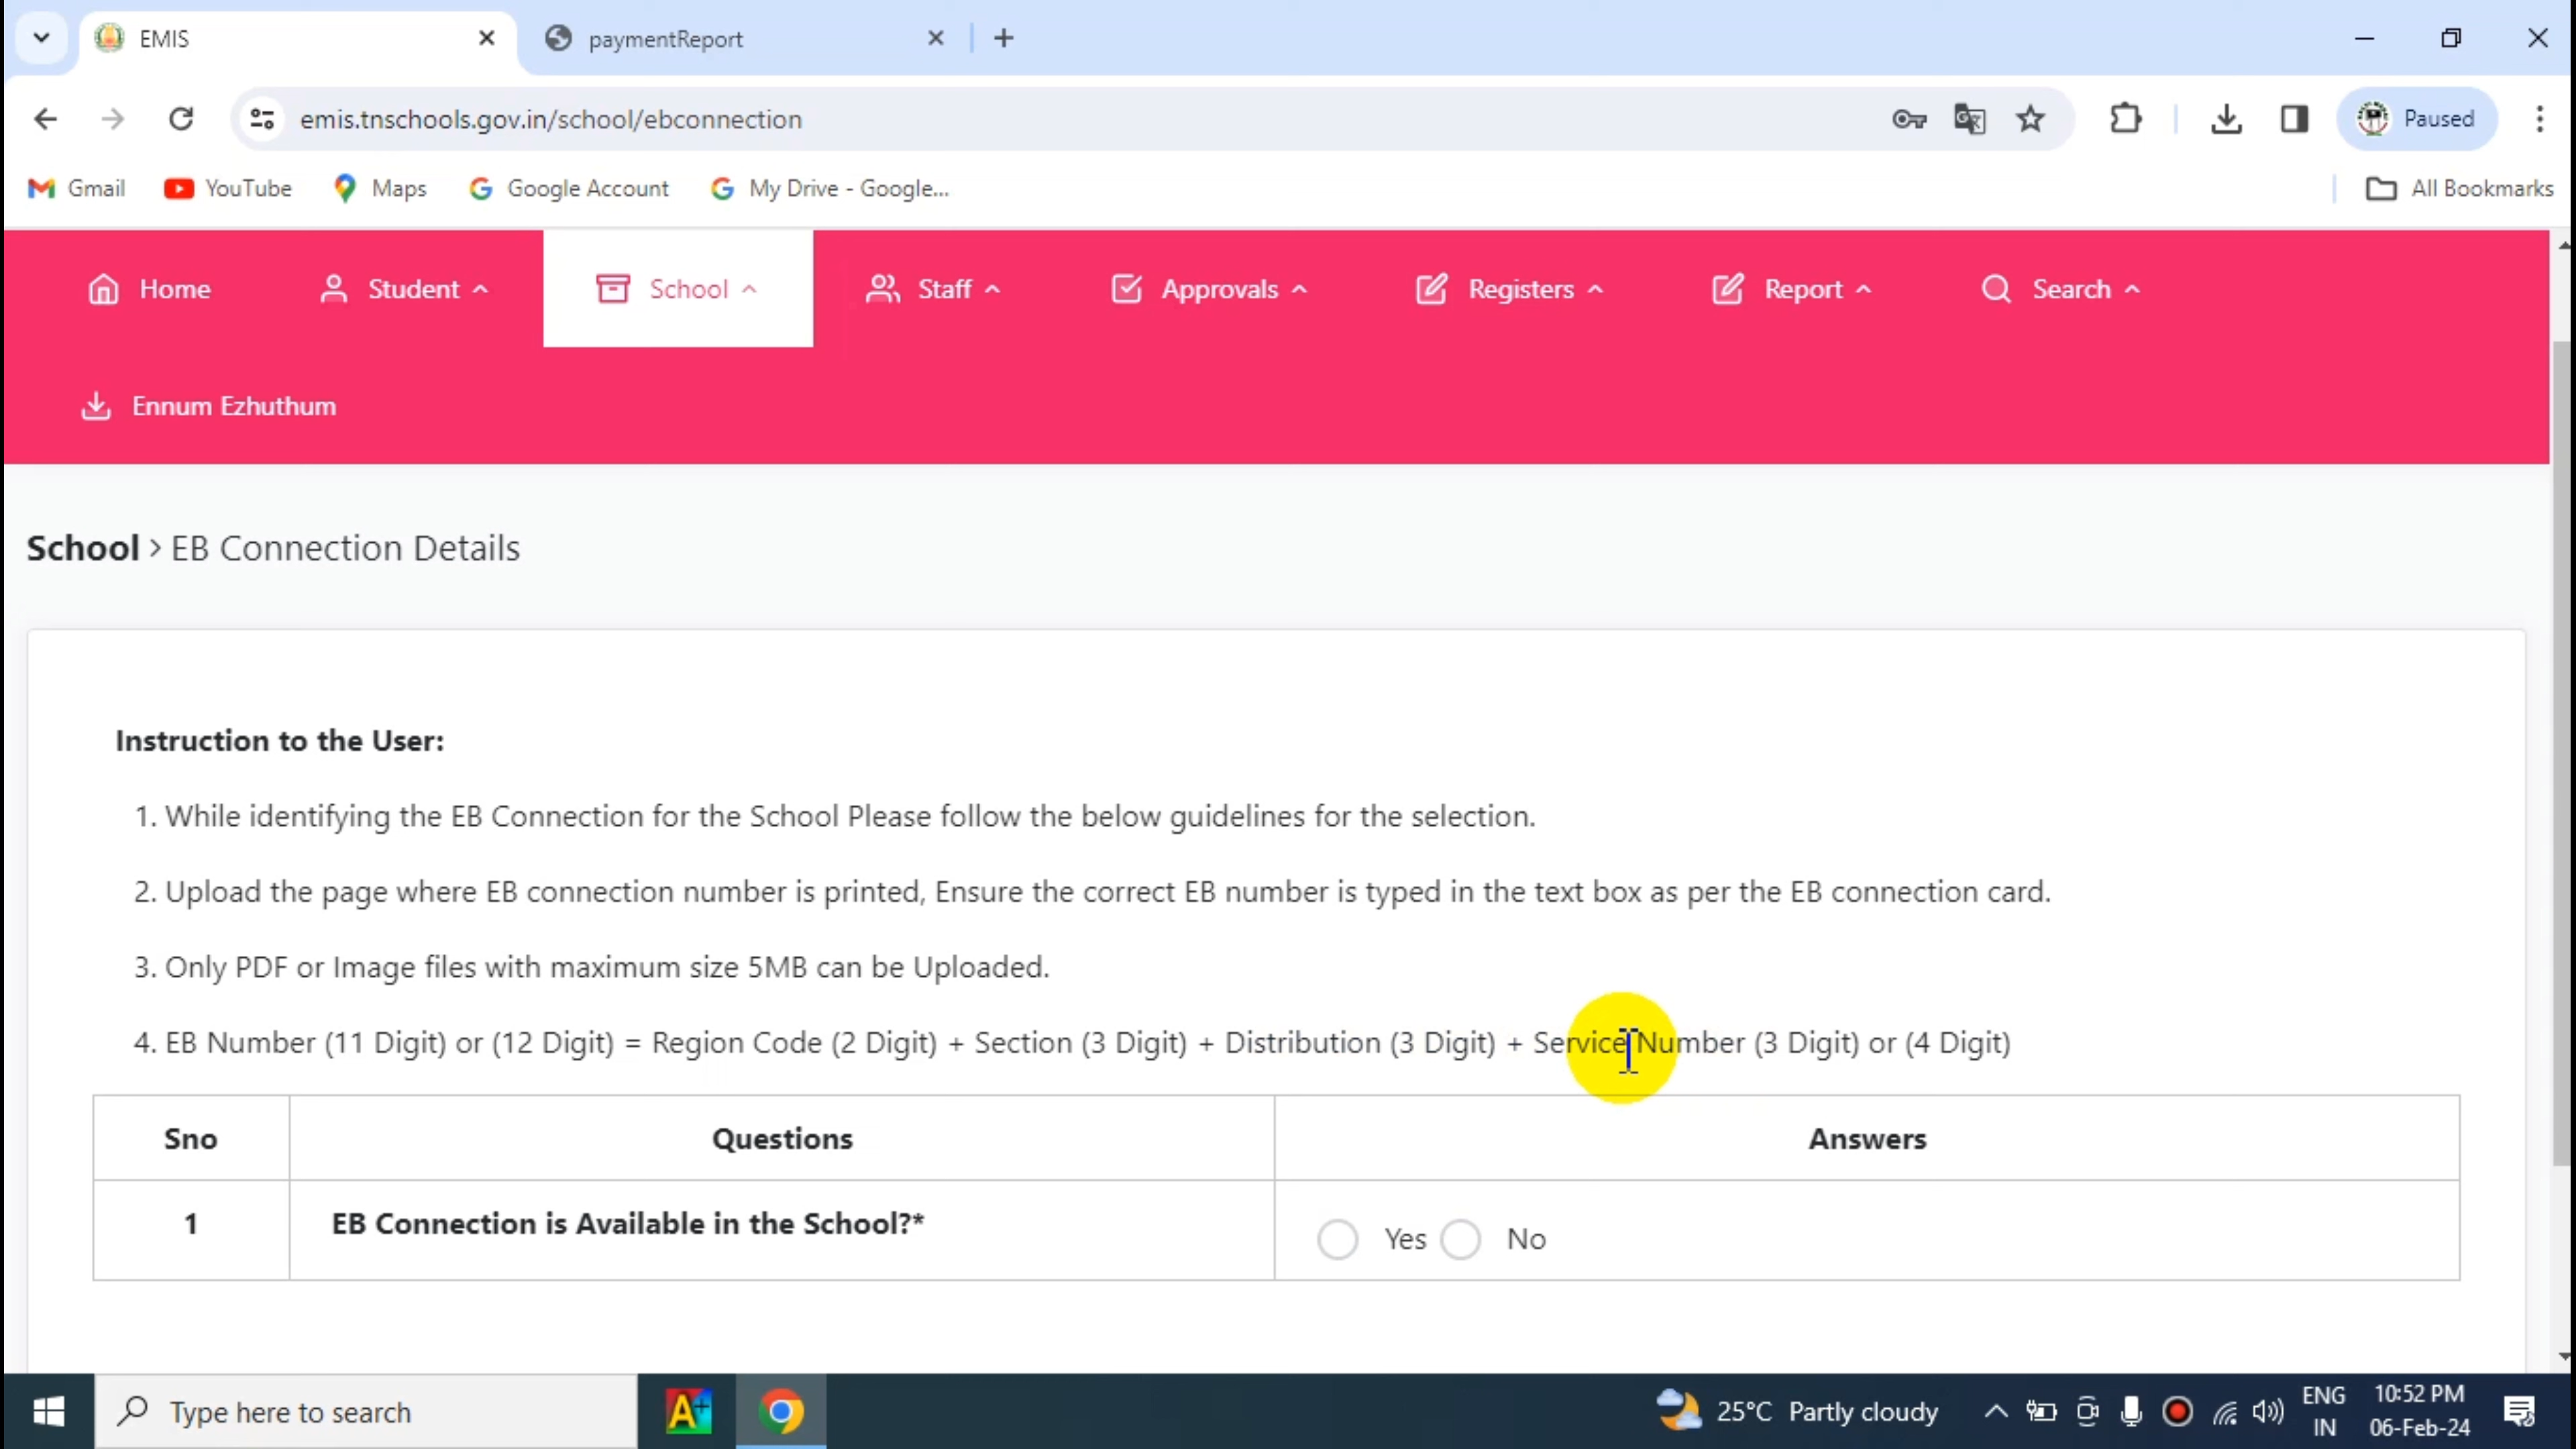 EMIS
paymentReport
emis.tnschools.gov.in/school/ebconnection
Paused
Gmail
YouTube
Maps
Google Account
My Drive - Google...
All Bookmarks
Home
Student
School
Staff
Approvals
Registers
Report
Search
Ennum Ezhuthum
School > EB Connection Details
Instruction to the User:
1. While identifying the EB Connection for the School Please follow the below guidelines for the selection.
2. Upload the page where EB connection number is printed, Ensure the correct EB number is typed in the text box as per the EB connection card.
3. Only PDF or Image files with maximum size 5MB can be Uploaded.
4. EB Number (11 Digit) or (12 Digit) = Region Code (2 Digit) + Section (3 Digit) + Distribution (3 Digit) + Service Number (3 Digit) or (4 Digit)
Sno Questions Answers
1 EB Connection is Available in the School?* Yes No
Type here to search
A+
25°C Partly cloudy
ENG
IN
10:52 PM
06-Feb-24